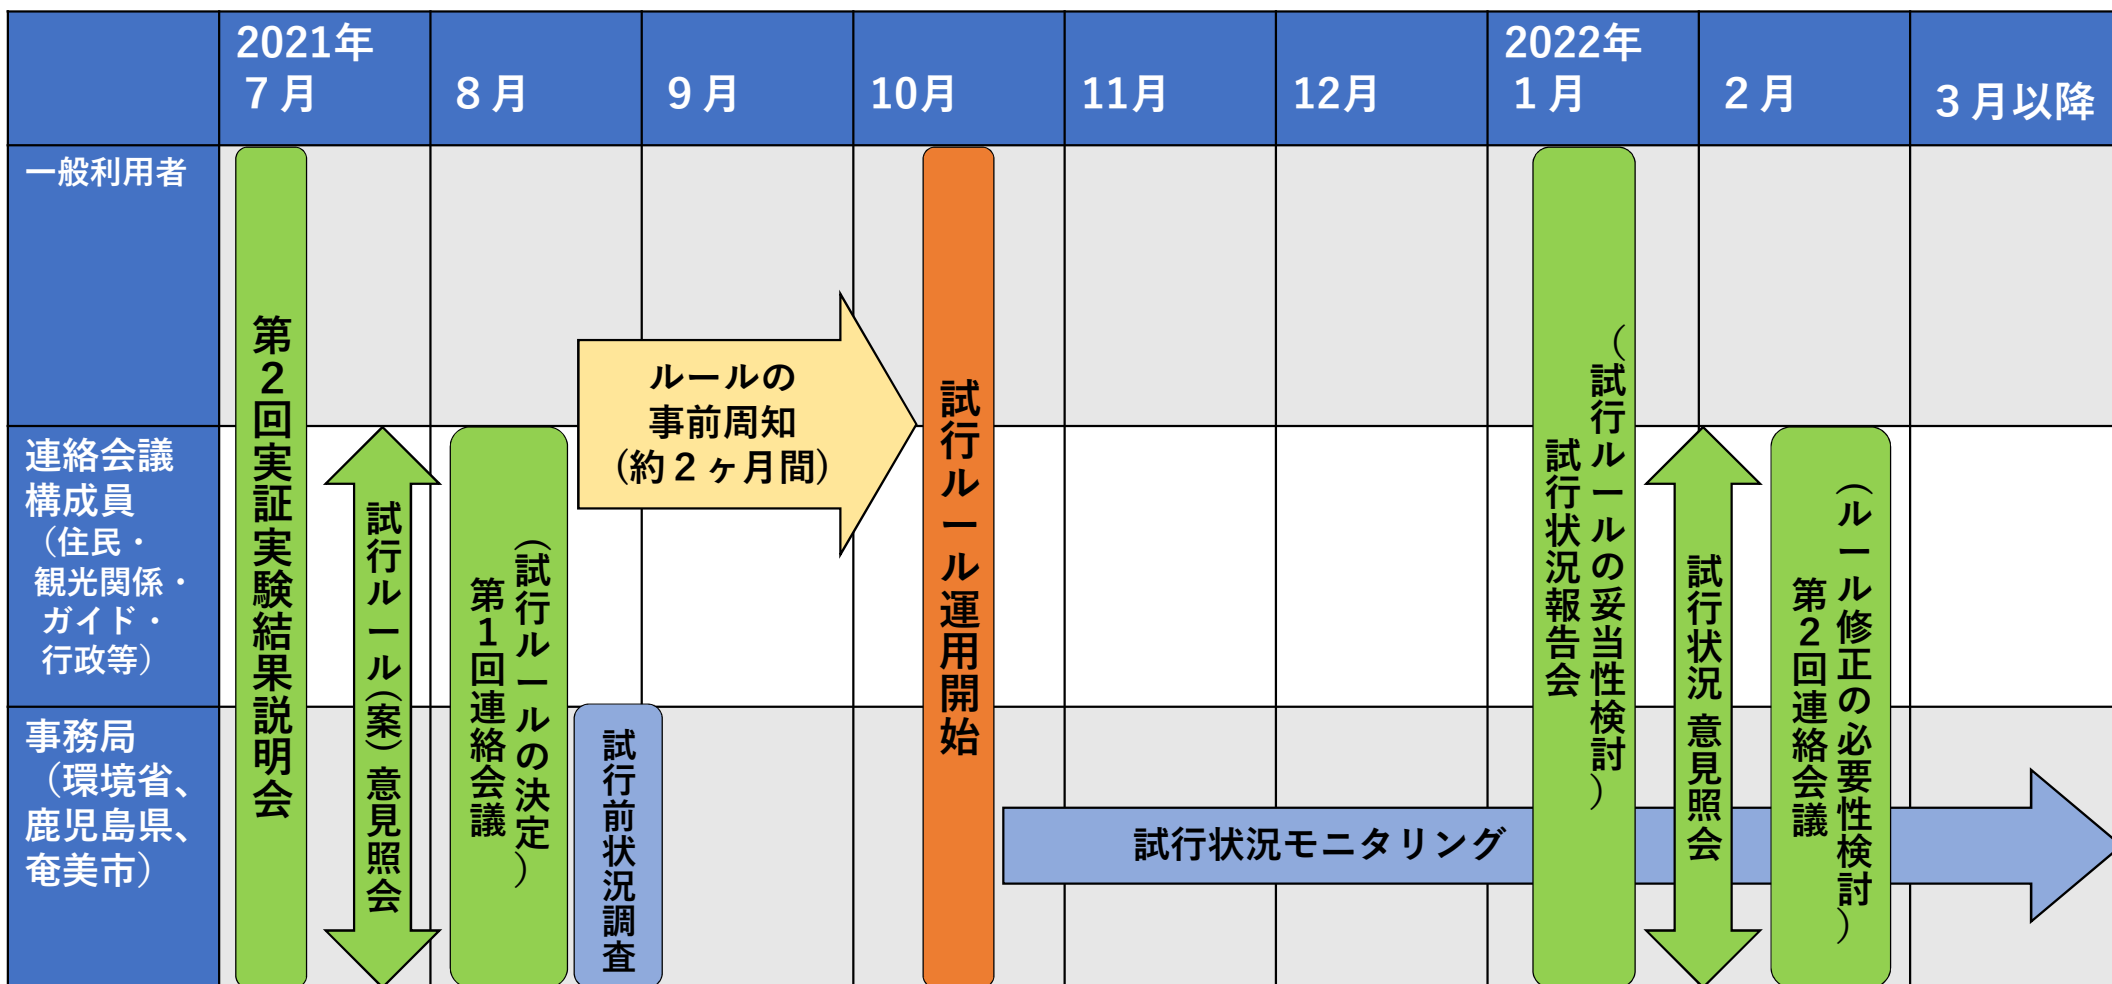 2021年
７月
８月
９月
10月
11月
12月
2022年
１月
２月
３月以降
一般利用者
連絡会議
構成員
（住民・
観光関係・
ガイド・
行政等）
事務局
（環境省、
鹿児島県、
奄美市）
第２回実証実験結果説明会
試行ルール（案）意見照会
（試行ルールの決定）
第１回連絡会議
試行前状況調査
ルールの
事前周知
（約２ヶ月間）
試行ルール運用開始
試行状況モニタリング
（試行ルールの妥当性検討）
試行状況報告会
試行状況 意見照会
（ルール修正の必要性検討）
第２回連絡会議